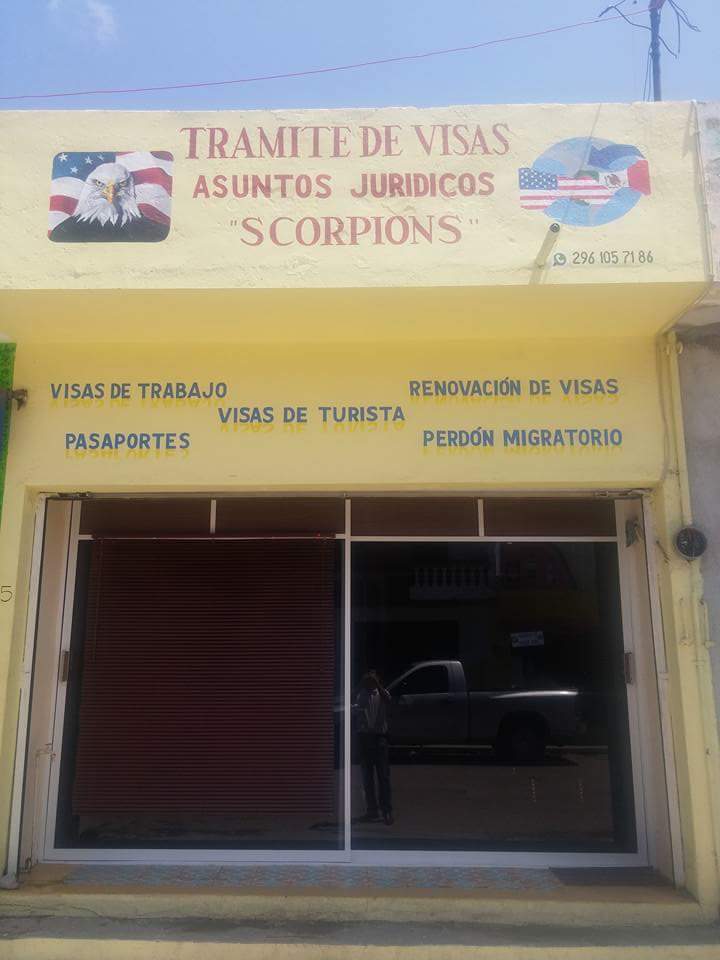 TRAMITE DE VISAS
ASUNTOS JURIDICOS
"SCORPIONS"
296 105 71 86
VISAS DE TRABAJO
RENOVACIÓN DE VISAS
VISAS DE TURISTA
PASAPORTES
PERDÓN MIGRATORIO
5